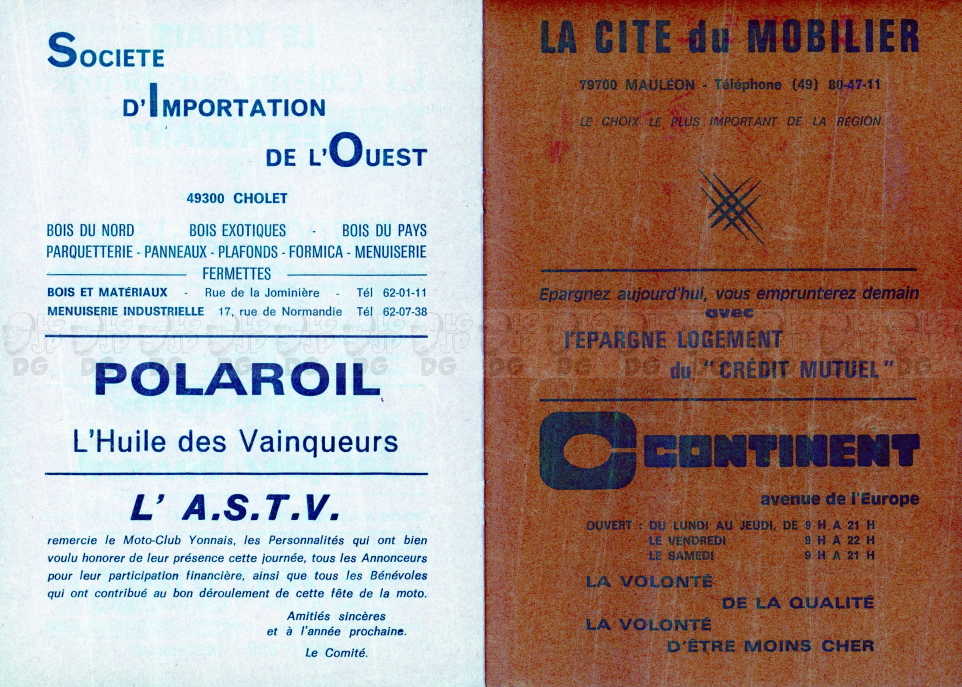 SOCIETE
D'IMPORTATION
DE L'OUEST
49300 CHOLET
BOIS DU NORD BOIS EXOTIQUES - BOIS DU PAYS
PARQUETTERIE - PANNEAUX - PLAFONDS - FORMICA - MENUISERIE
FERMETTES
BOIS ET MATÉRIAUX - Rue de la Jominière - Tél 62-01-11
MENUISERIE INDUSTRIELLE 17, rue de Normandie Tél 62-07-38
POLAROIL
L'Huile des Vainqueurs
L' A.S.T.V.
remercie le Moto-Club Yonnais, les Personnalités qui ont bien
voulu honorer de leur présence cette journée, tous les Annonceurs
pour leur participation financière, ainsi que tous les Bénévoles
qui ont contribué au bon déroulement de cette fête de la moto.
Amitiés sincères
et à l'année prochaine.
Le Comité.
LA CITE du MOBILIER
79700 MAULÉON - Téléphone (49) 80-47-11
LE CHOIX LE PLUS IMPORTANT DE LA RÉGION
Epargnez aujourd'hui, vous emprunterez demain
avec
l'EPARGNE LOGEMENT
du "CRÉDIT MUTUEL"
CONTINENT
avenue de l'Europe
OUVERT : DU LUNDI AU JEUDI, DE 9 H A 21 H
LE VENDREDI 9 H A 22 H
LE SAMEDI 9 H A 21 H
LA VOLONTÉ
DE LA QUALITÉ
LA VOLONTÉ
D'ÊTRE MOINS CHER